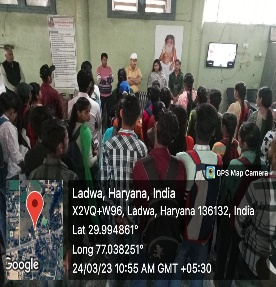 GPS Map Camera
Ladwa, Haryana, India
X2VQ+W96, Ladwa, Haryana 136132, India
Lat 29.994861°
Long 77.038251°
24/03/23 10:55 AM GMT +05:30
Google